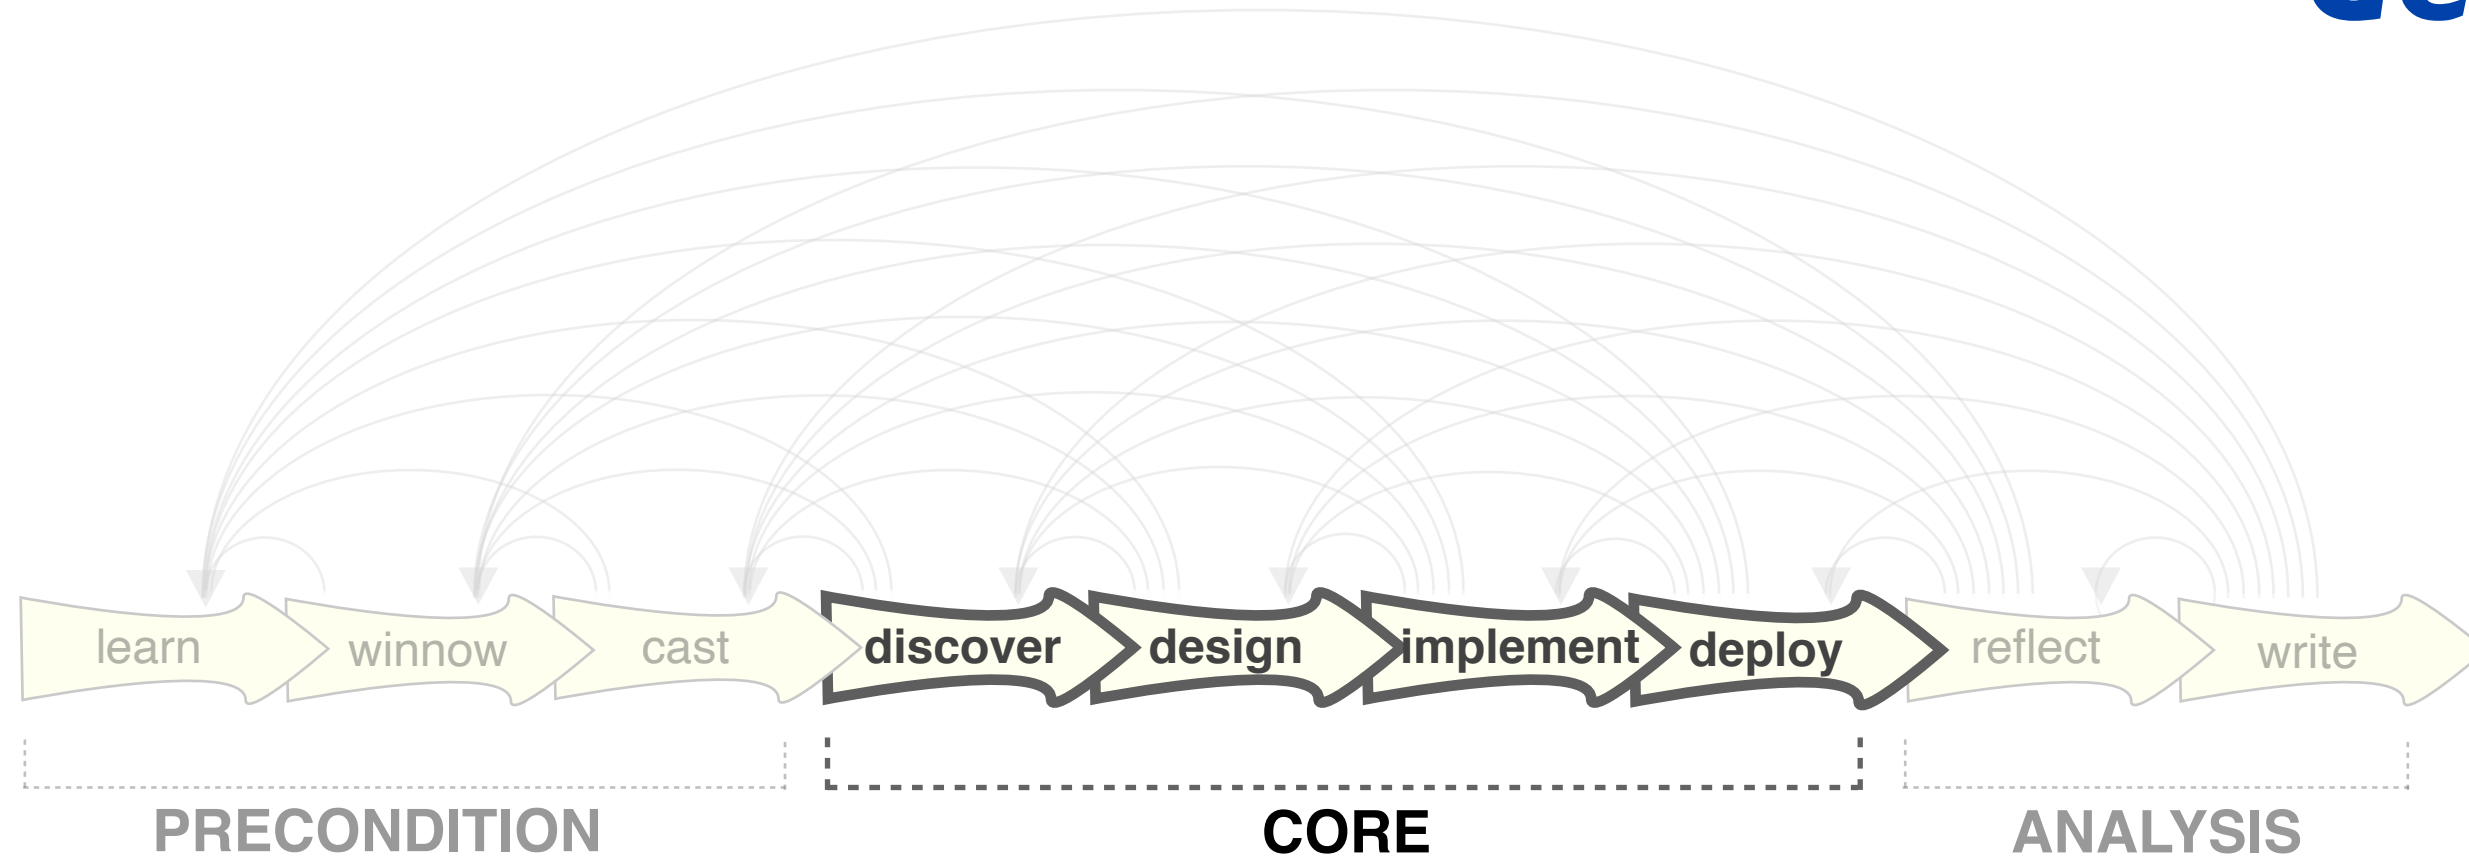 learn winnow cast discover design implement deploy reflect write
PRECONDITION CORE ANALYSIS